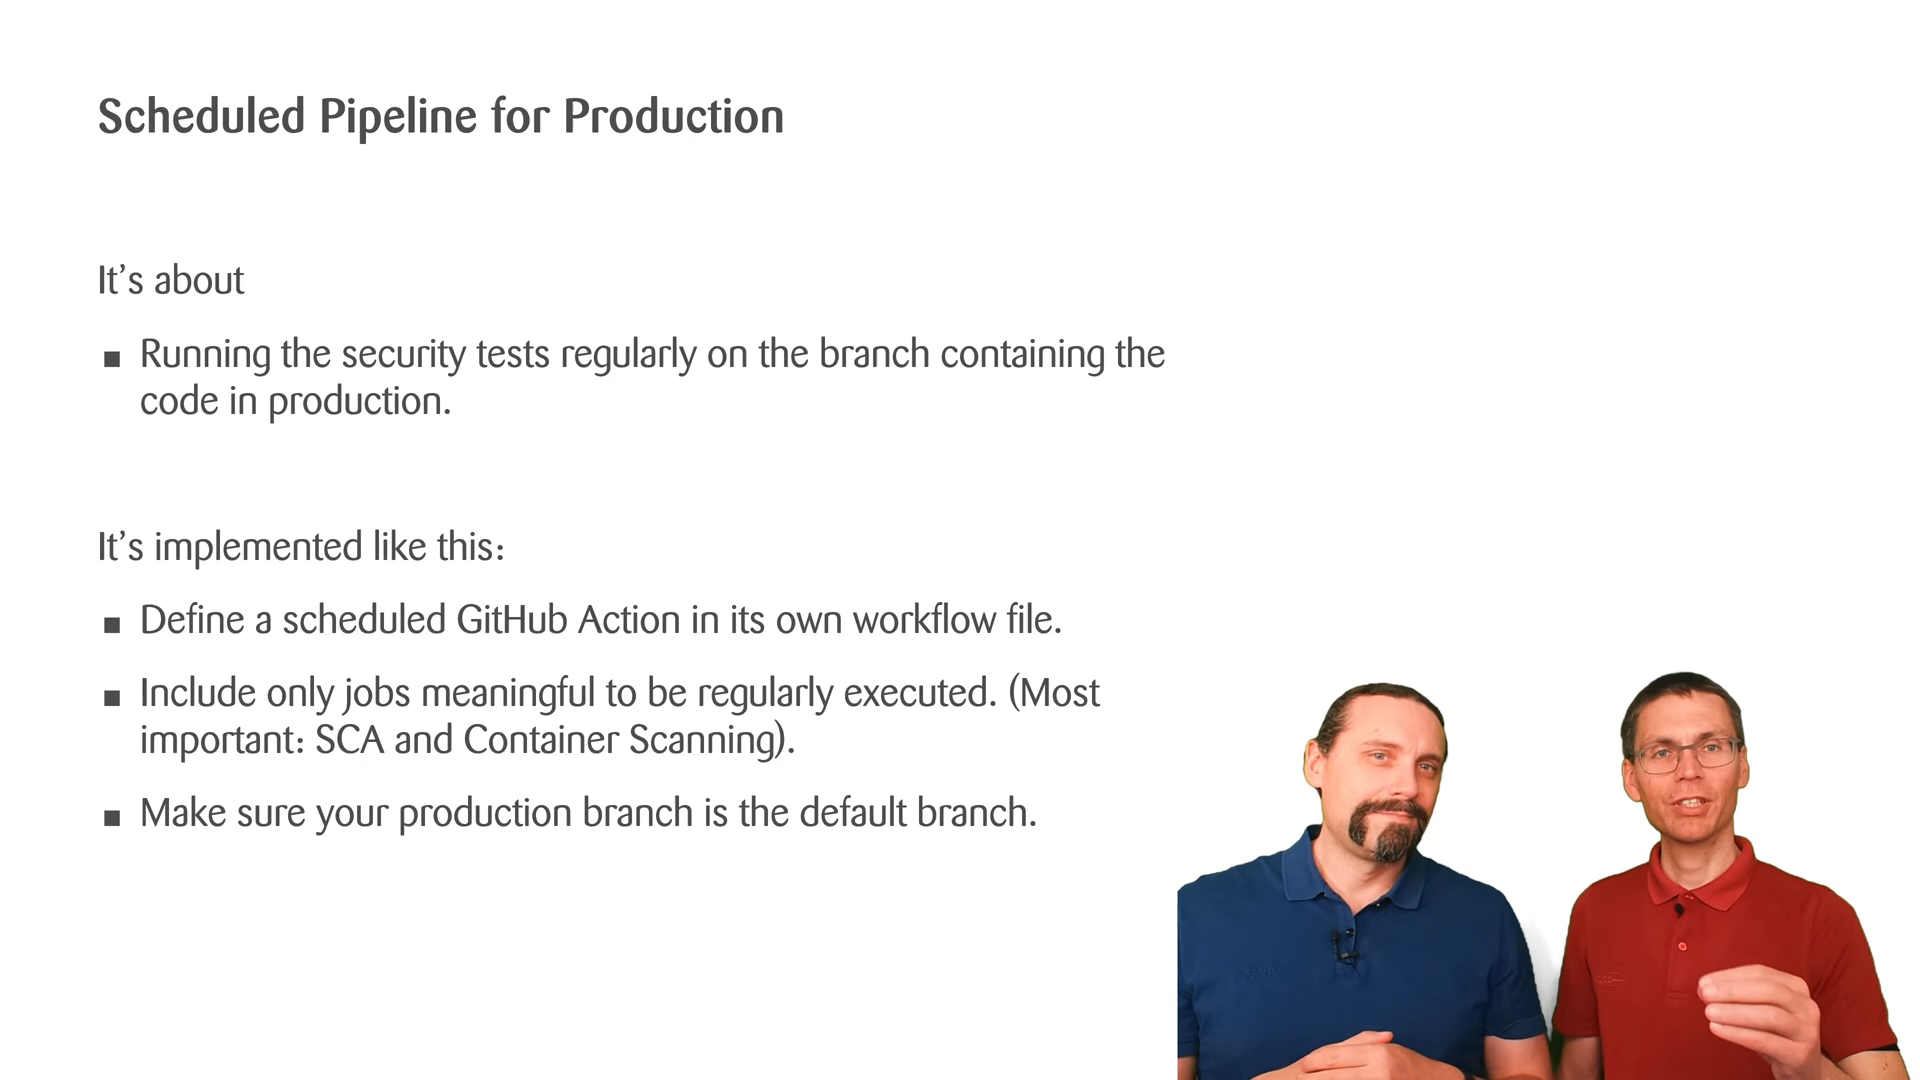 Scheduled Pipeline for Production
It’s about
▪ Running the security tests regularly on the branch containing the
code in production.
It’s implemented like this:
▪ Define a scheduled GitHub Action in its own workflow file.
▪ Include only jobs meaningful to be regularly executed. (Most
important: SCA and Container Scanning).
▪ Make sure your production branch is the default branch.